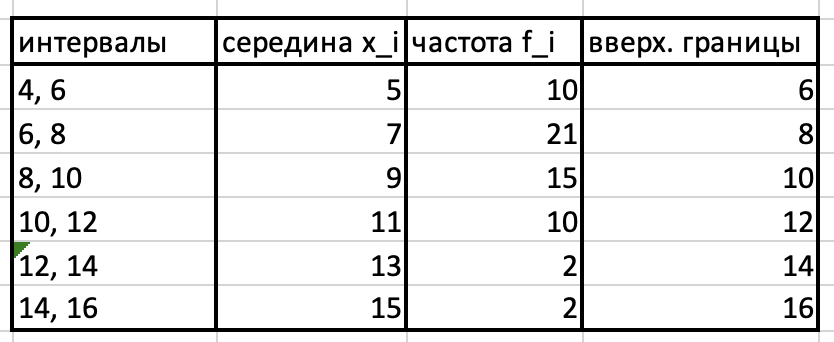 интервалы середина x_i частота f_i вверх. границы
4, 6 5 10 6
6, 8 7 21 8
8, 10 9 15 10
10, 12 11 10 12
12, 14 13 2 14
14, 16 15 2 16